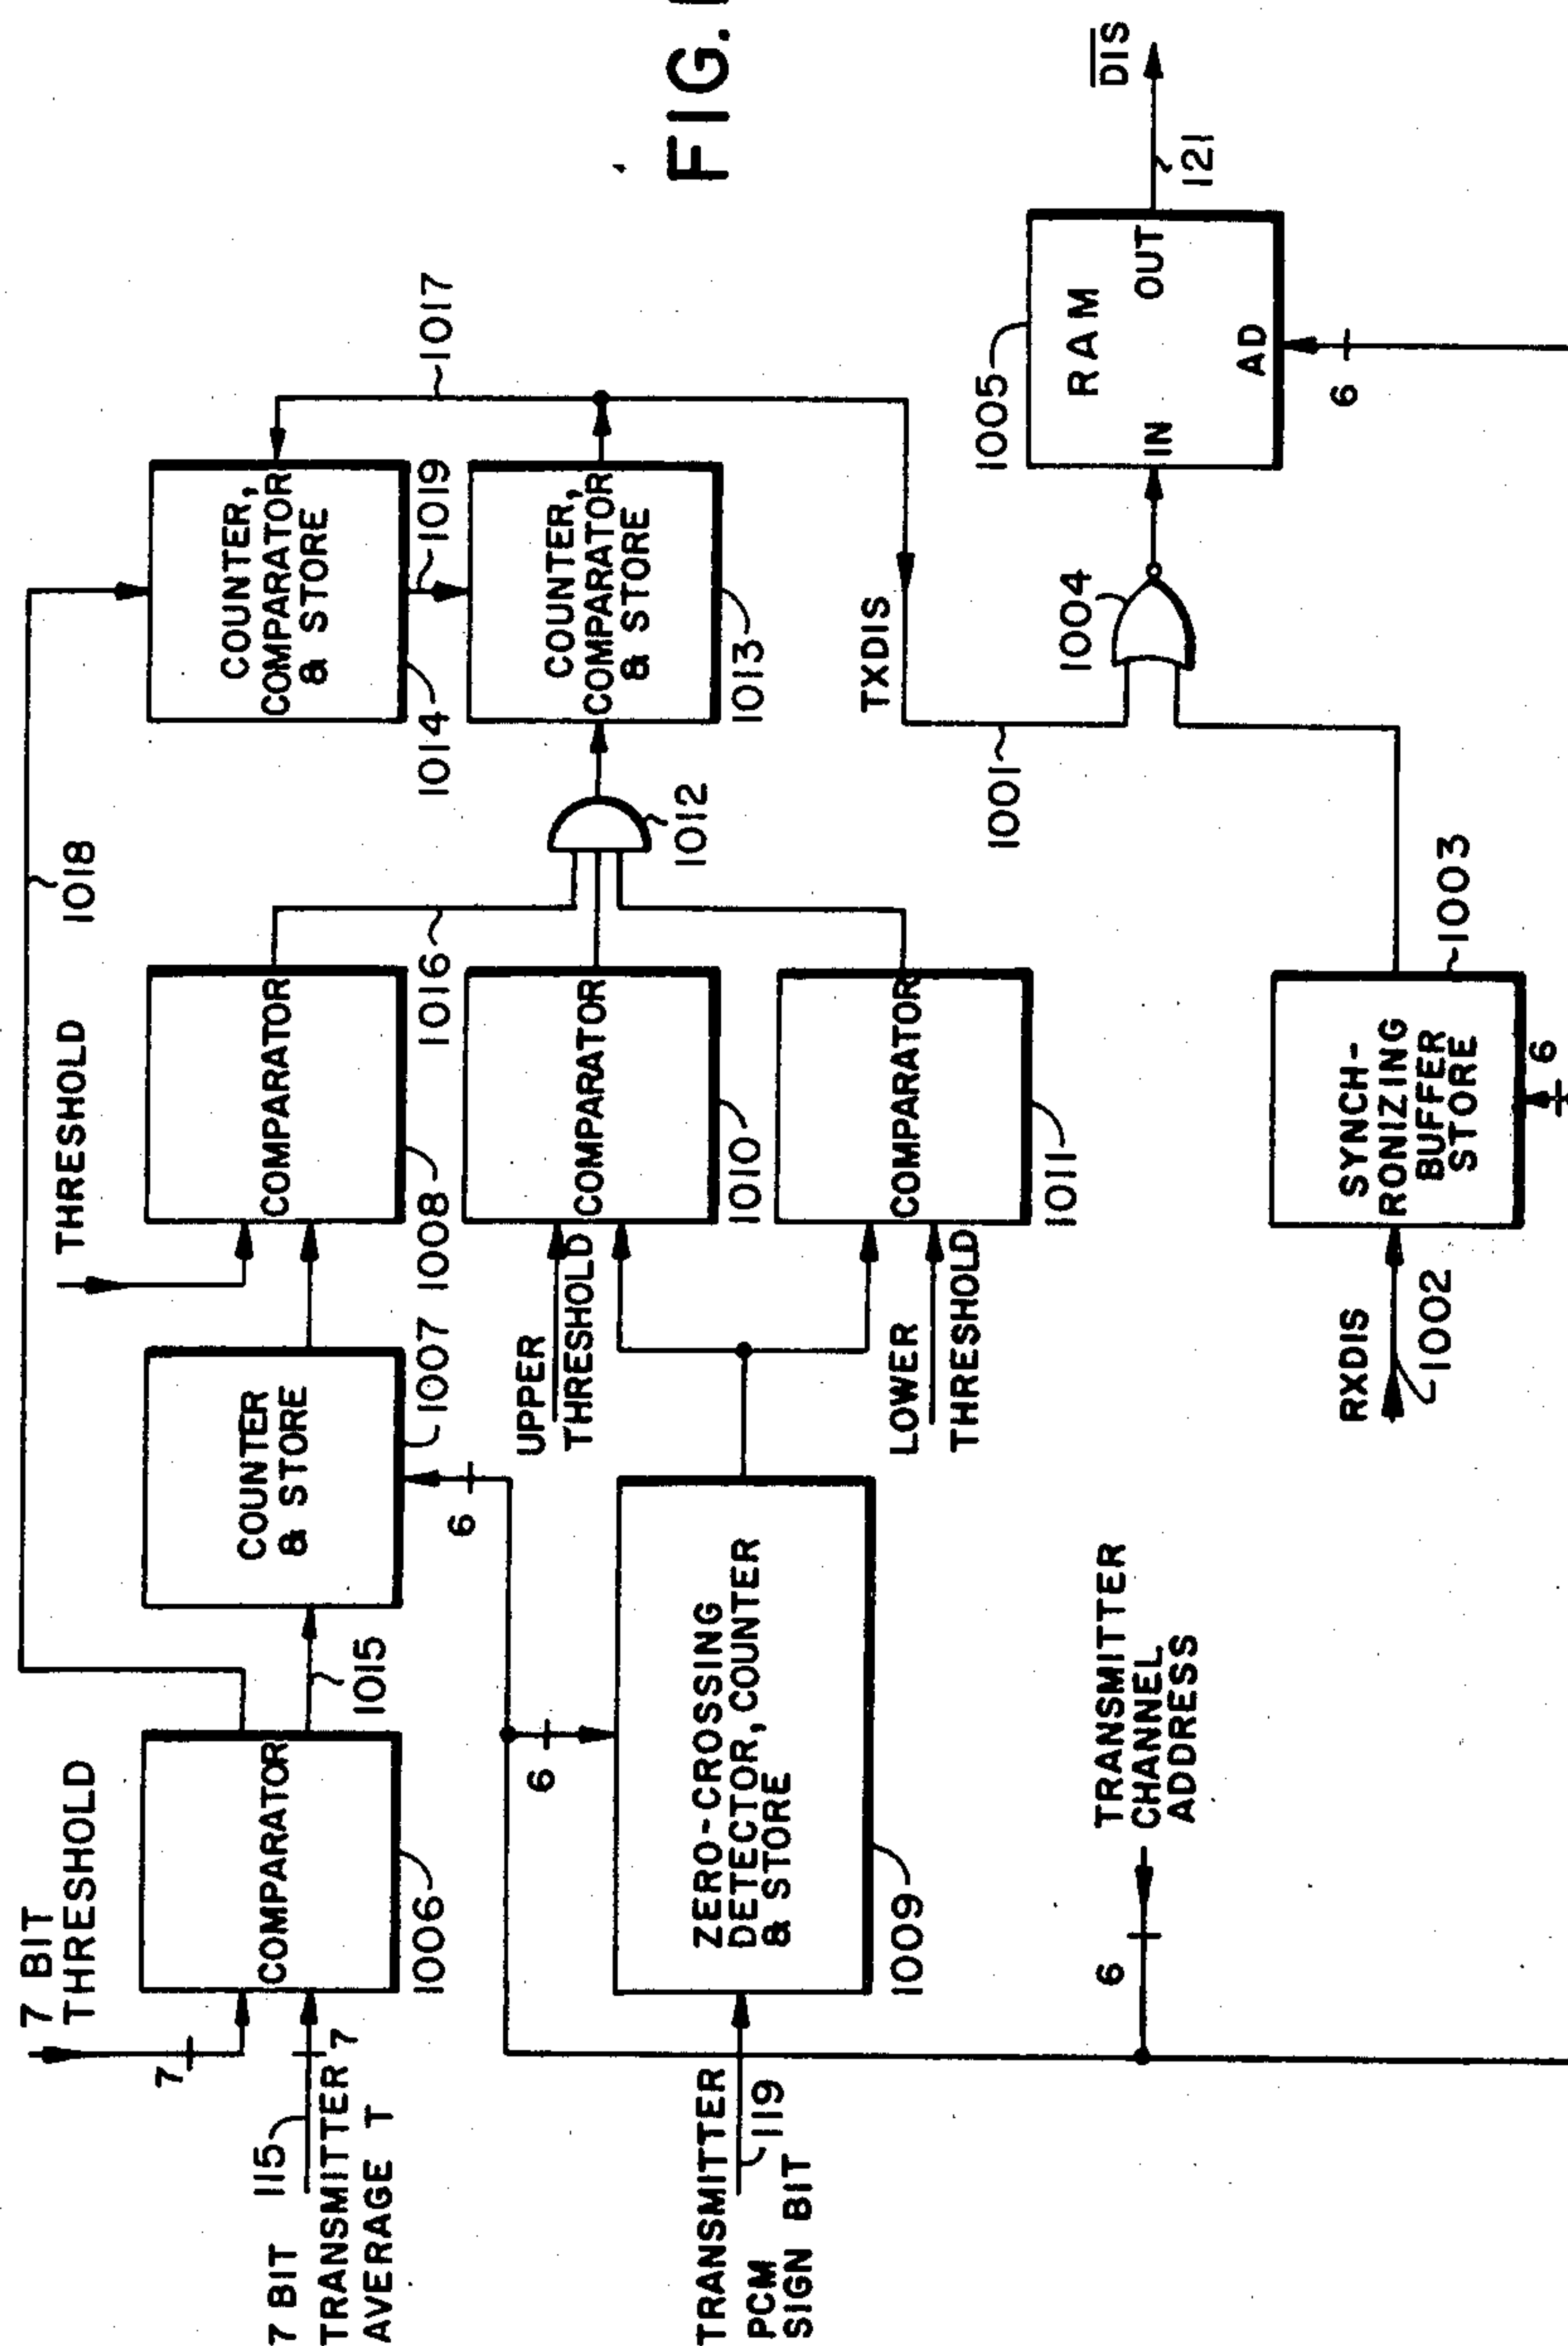 FIG.
7 BIT
THRESHOLD
7
7 BIT 115
TRANSMITTER 7
AVERAGE T
COMPARATOR
1006
1015
1018
COUNTER
& STORE
1007
6
THRESHOLD
COMPARATOR
1008
1016
COUNTER,
COMPARATOR
& STORE
1014
1019
1017
TRANSMITTER
119
PCM
SIGN BIT
ZERO-CROSSING
DETECTOR, COUNTER
& STORE
1009
6
UPPER
THRESHOLD
COMPARATOR
1010
LOWER
THRESHOLD
COMPARATOR
1011
1012
COUNTER,
COMPARATOR
& STORE
1013
TXDIS
1001
TRANSMITTER
CHANNEL
ADDRESS
6
RXDIS
1002
SYNCH-
RONIZING
BUFFER
STORE
1003
6
1004
1005
RAM
IN
OUT
AD
6
121
DIS